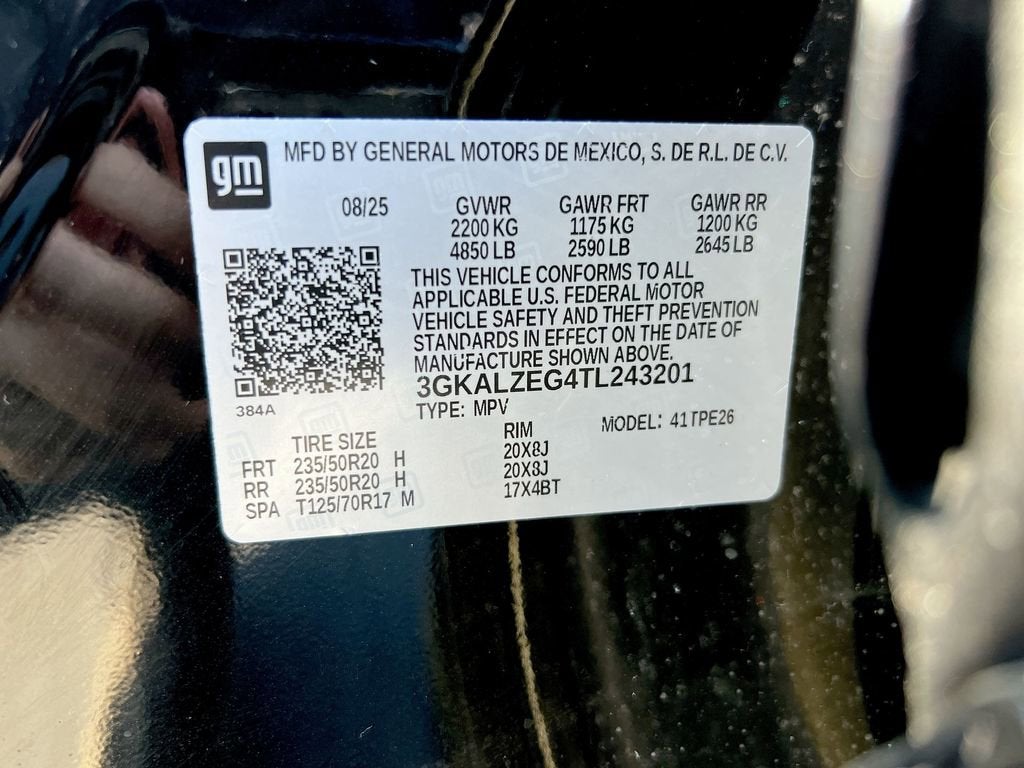 gm
MFD BY GENERAL MOTORS DE MEXICO, S. DE R.L. DE C.V.
08/25 GVWR GAWR FRT GAWR RR
2200 KG 1175 KG 1200 KG
4850 LB 2590 LB 2645 LB
THIS VEHICLE CONFORMS TO ALL
APPLICABLE U.S. FEDERAL MOTOR
VEHICLE SAFETY AND THEFT PREVENTION
STANDARDS IN EFFECT ON THE DATE OF
MANUFACTURE SHOWN ABOVE.
3GKALZEG4TL243201
384A
TYPE: MPV MODEL: 41TPE26
TIRE SIZE RIM
FRT 235/50R20 H 20X8J
RR 235/50R20 H 20X8J
SPA T125/70R17 M 17X4BT